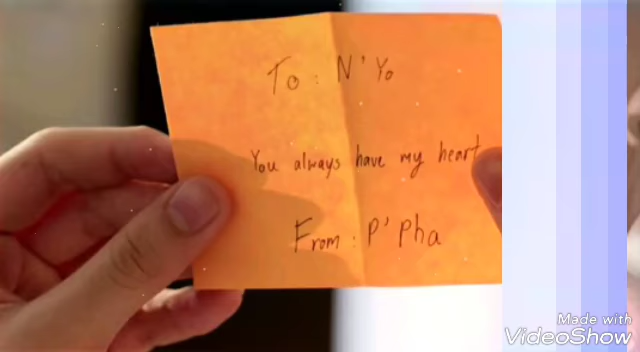 To : N'Yo
You always have my heart
From : P'Pha
Made with
VideoShow